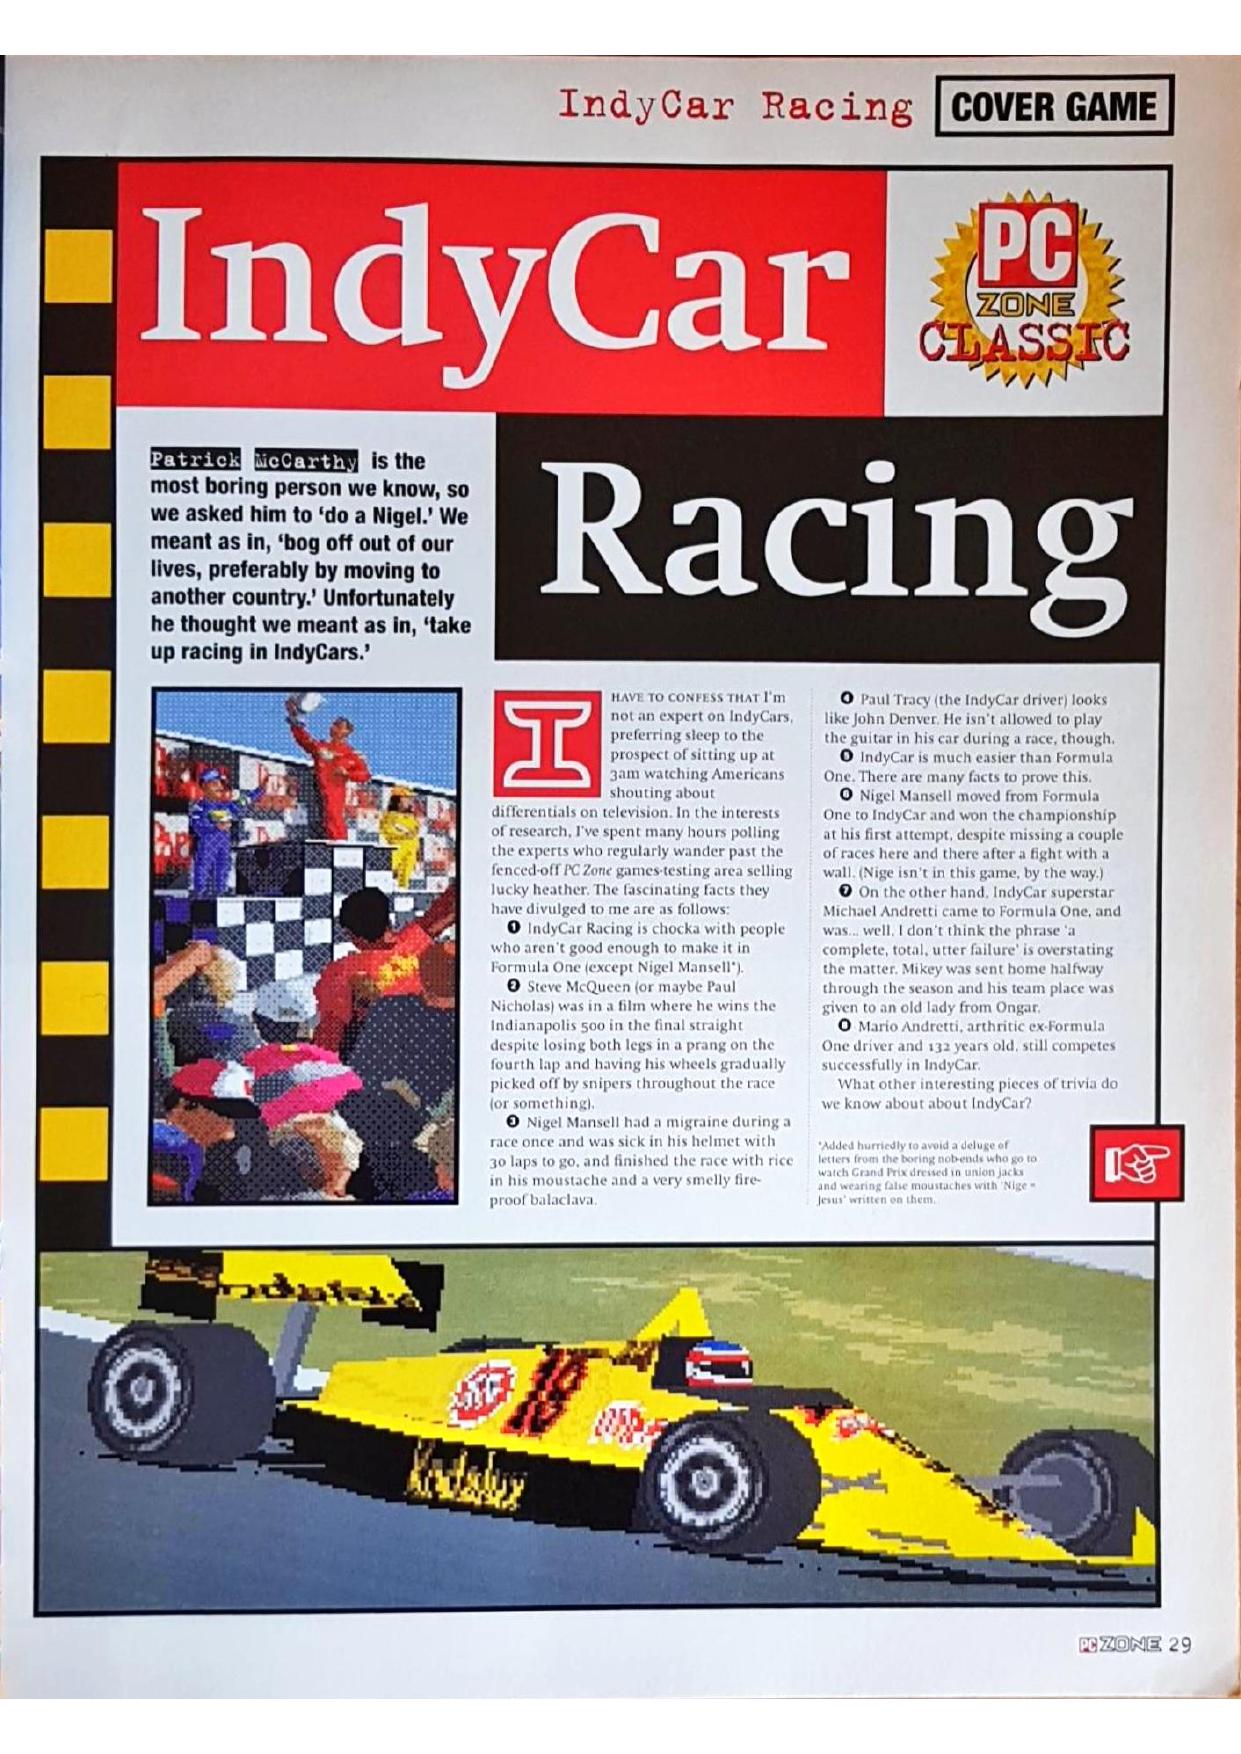 IndyCar Racing COVER GAME
IndyCar
PC
ZONE
CLASSIC
Racing
Patrick McCarthy is the
most boring person we know, so
we asked him to ‘do a Nigel.’ We
meant as in, ‘bog off out of our
lives, preferably by moving to
another country.’ Unfortunately
he thought we meant as in, ‘take
up racing in IndyCars.’
I HAVE TO CONFESS THAT I'm
not an expert on IndyCars,
preferring sleep to the
prospect of sitting up at
3am watching Americans
shouting about
differentials on television. In the interests
of research, I've spent many hours polling
the experts who regularly wander past the
fenced-off PC Zone games-testing area selling
lucky heather. The fascinating facts they
have divulged to me are as follows:
❶ IndyCar Racing is chocka with people
who aren't good enough to make it in
Formula One (except Nigel Mansell*).
❷ Steve McQueen (or maybe Paul
Nicholas) was in a film where he wins the
Indianapolis 500 in the final straight
despite losing both legs in a prang on the
fourth lap and having his wheels gradually
picked off by snipers throughout the race
(or something).
❸ Nigel Mansell had a migraine during a
race once and was sick in his helmet with
30 laps to go, and finished the race with rice
in his moustache and a very smelly fire-
proof balaclava.
❹ Paul Tracy (the IndyCar driver) looks
like John Denver. He isn't allowed to play
the guitar in his car during a race, though.
❺ IndyCar is much easier than Formula
One. There are many facts to prove this.
❻ Nigel Mansell moved from Formula
One to IndyCar and won the championship
at his first attempt, despite missing a couple
of races here and there after a fight with a
wall. (Nige isn't in this game, by the way.)
❼ On the other hand, IndyCar superstar
Michael Andretti came to Formula One, and
was... well, I don't think the phrase 'a
complete, total, utter failure' is overstating
the matter. Mikey was sent home halfway
through the season and his team place was
given to an old lady from Ongar.
❽ Mario Andretti, arthritic ex-Formula
One driver and 132 years old, still competes
successfully in IndyCar.
What other interesting pieces of trivia do
we know about about IndyCar?
*Added hurriedly to avoid a deluge of
letters from the boring nob-ends who go to
watch Grand Prix dressed in union jacks
and wearing false moustaches with 'Nige =
Jesus' written on them.
STP 18
PC ZONE 29